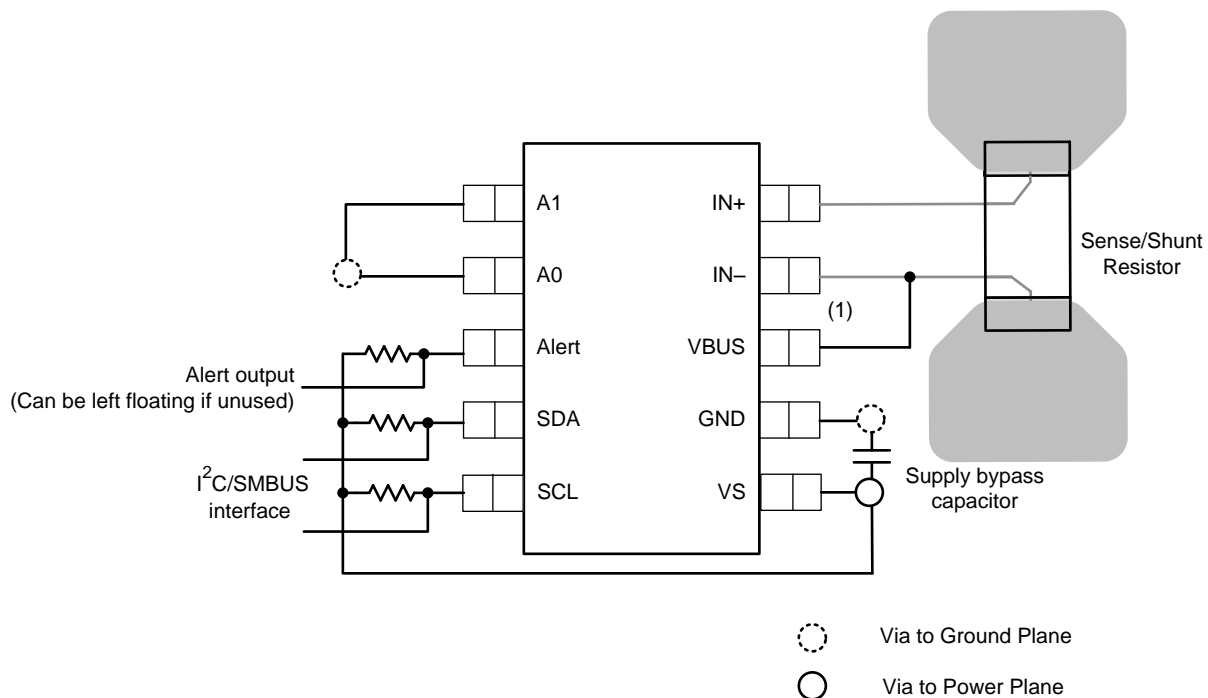 A1
IN+
A0
IN–
Sense/Shunt
Resistor
(1)
Alert
VBUS
Alert output
(Can be left floating if unused)
SDA
GND
I²C/SMBUS
interface
SCL
VS
Supply bypass
capacitor
Via to Ground Plane
Via to Power Plane